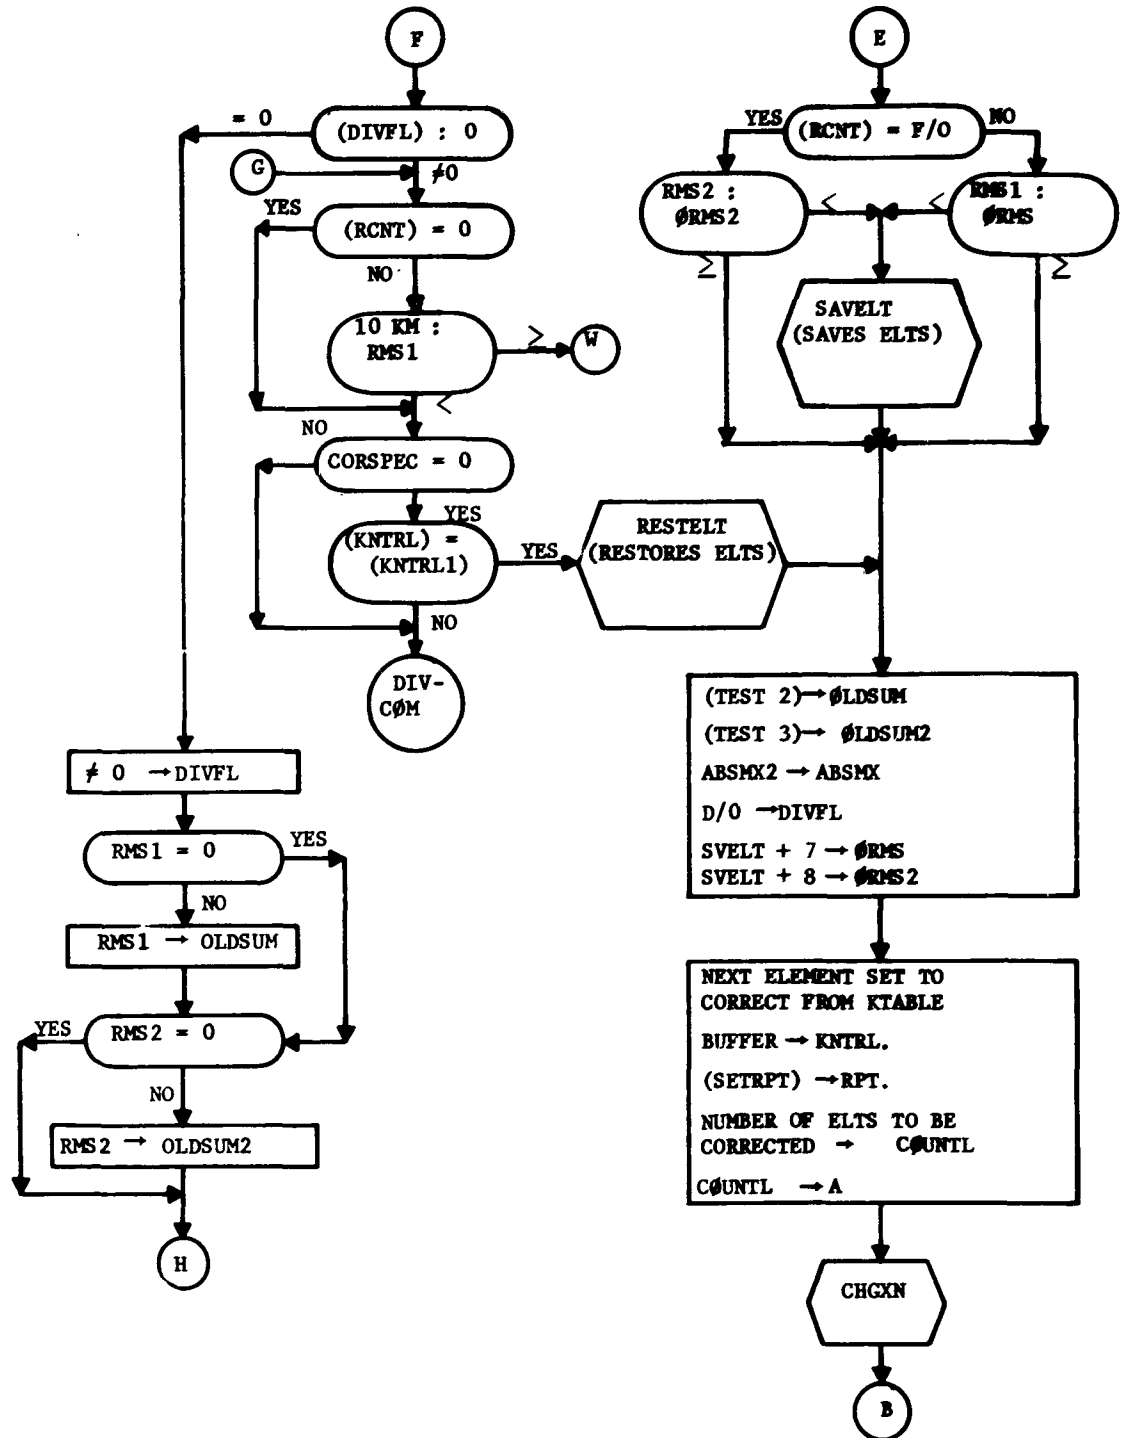 F
= 0
(DIVFL) : 0
G
≠0
YES
(RCNT) = 0
NO
10 KM :
RMS1
≥
W
<
NO
CORSPEC = 0
YES
(KNTRL) =
(KNTRL1)
YES
RESTELT
(RESTORES ELTS)
NO
DIV-
CØM
≠ 0 → DIVFL
RMS1 = 0
YES
NO
RMS1 → OLDSUM
YES
RMS2 = 0
NO
RMS2 → OLDSUM2
H
E
YES
(RCNT) = F/O
NO
RMS2 :
ØRMS2
<
<
RMS1 :
ØRMS
≥
≥
SAVELT
(SAVES ELTS)
(TEST 2)→ ØLDSUM
(TEST 3)→ ØLDSUM2
ABSMX2 → ABSMX
D/O → DIVFL
SVELT + 7 → ØRMS
SVELT + 8 → ØRMS2
NEXT ELEMENT SET TO
CORRECT FROM KTABLE
BUFFER → KNTRL.
(SETRPT) → RPT.
NUMBER OF ELTS TO BE
CORRECTED → CØUNTL
CØUNTL → A
CHGXN
B